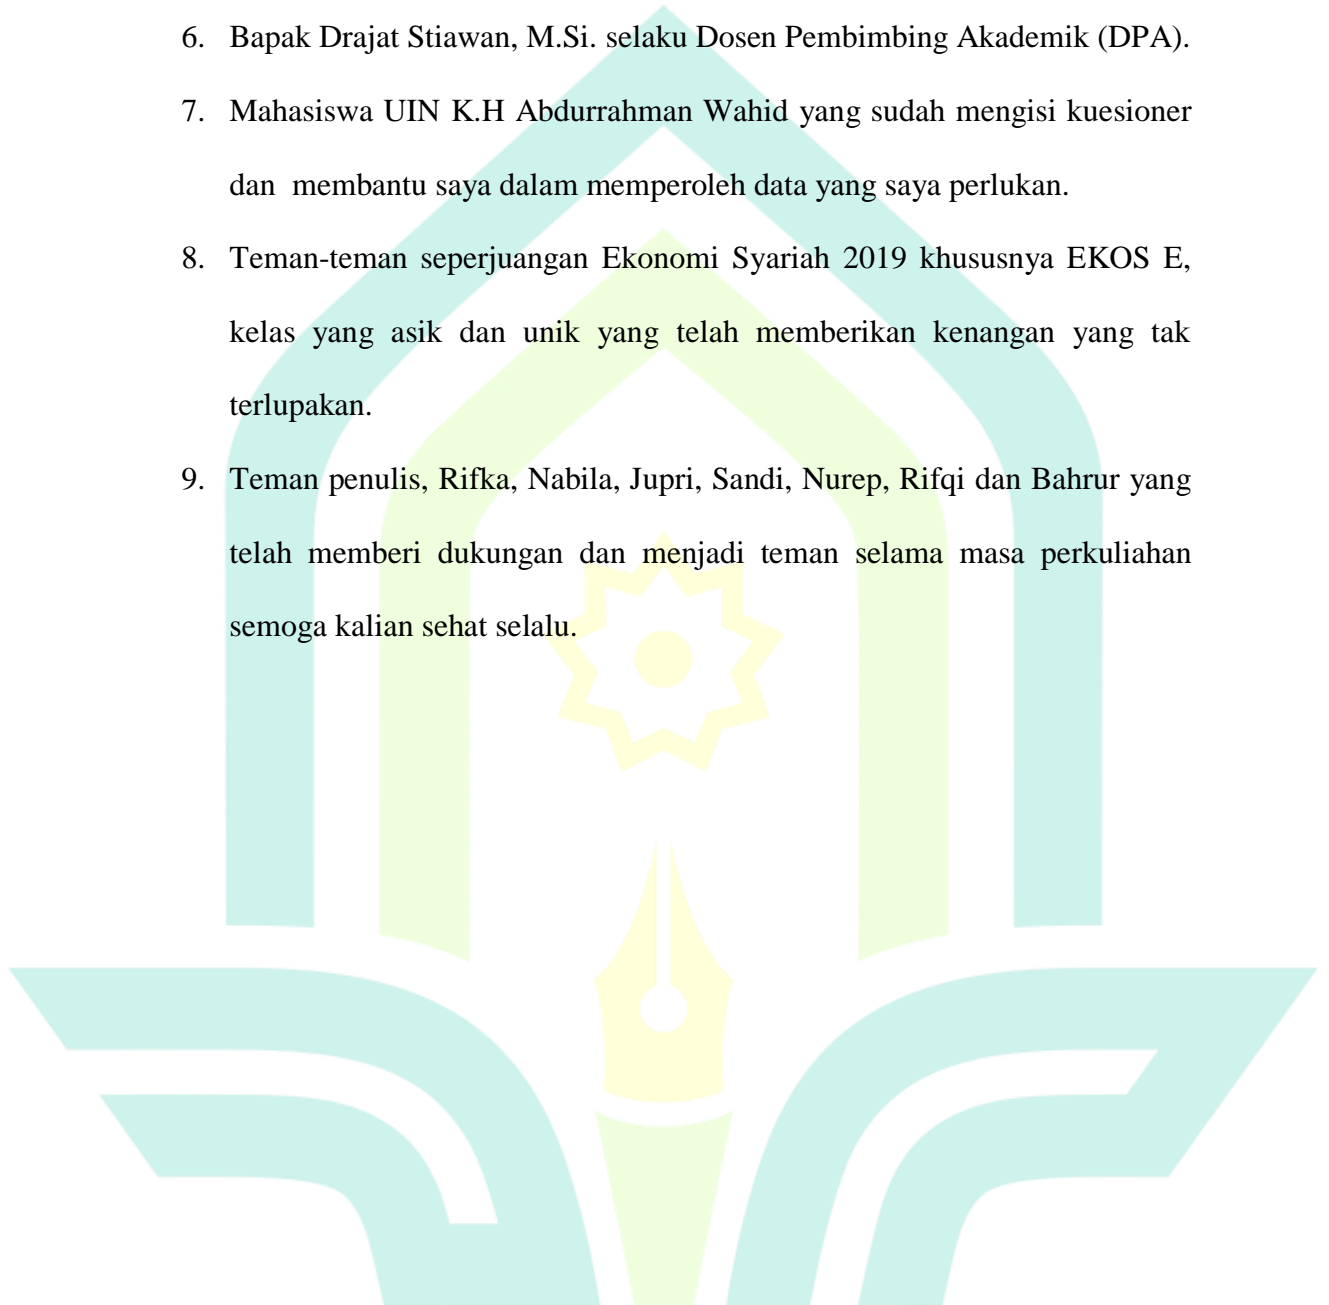 6. Bapak Drajat Stiawan, M.Si. selaku Dosen Pembimbing Akademik (DPA).
7. Mahasiswa UIN K.H Abdurrahman Wahid yang sudah mengisi kuesioner
dan membantu saya dalam memperoleh data yang saya perlukan.
8. Teman-teman seperjuangan Ekonomi Syariah 2019 khususnya EKOS E,
kelas yang asik dan unik yang telah memberikan kenangan yang tak
terlupakan.
9. Teman penulis, Rifka, Nabila, Jupri, Sandi, Nurep, Rifqi dan Bahrur yang
telah memberi dukungan dan menjadi teman selama masa perkuliahan
semoga kalian sehat selalu.